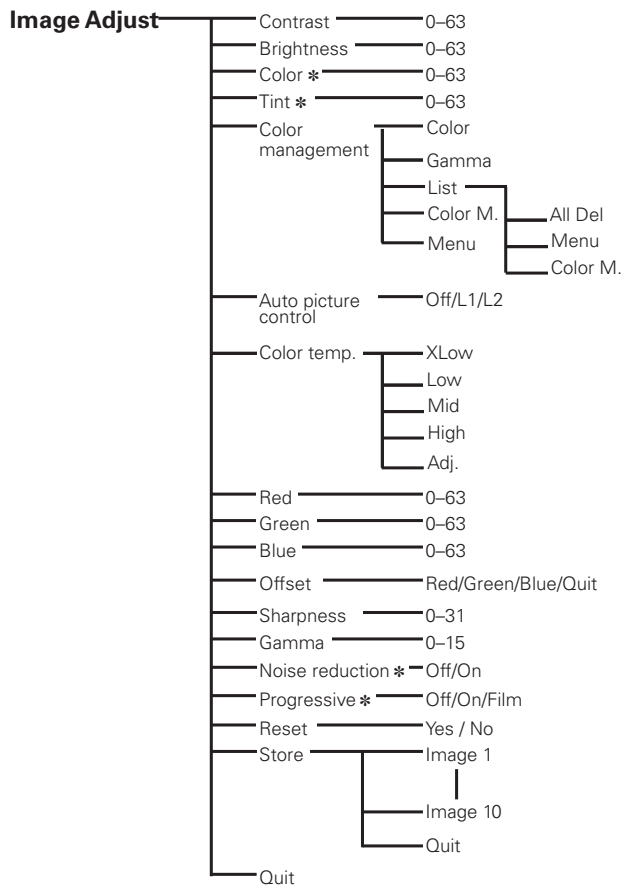 Image Adjust
Contrast 0–63
Brightness 0–63
Color ✻ 0–63
Tint ✻ 0–63
Color management Color
Gamma
List
Color M.
Menu
All Del
Menu
Color M.
Auto picture control Off/L1/L2
Color temp. XLow
Low
Mid
High
Adj.
Red 0–63
Green 0–63
Blue 0–63
Offset Red/Green/Blue/Quit
Sharpness 0–31
Gamma 0–15
Noise reduction ✻ Off/On
Progressive ✻ Off/On/Film
Reset Yes / No
Store Image 1
Image 10
Quit
Quit